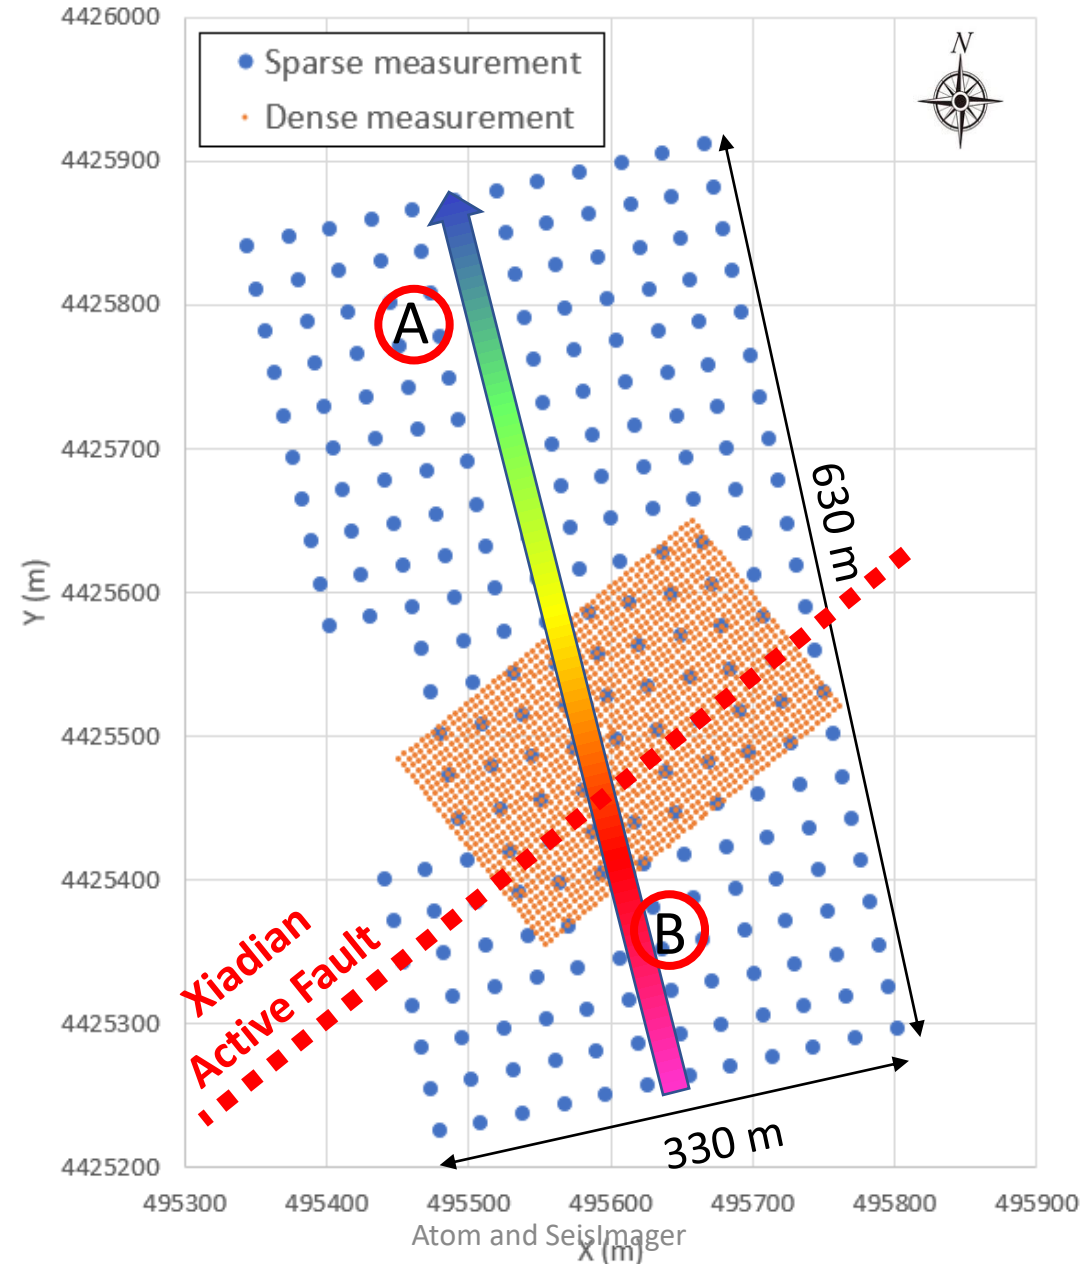 4426000
Sparse measurement
Dense measurement
N
4425900
4425800
A
4425700
630 m
4425600
Y (m)
4425500
4425400
B
Xiadian
Active Fault
4425300
330 m
4425200
495300 495400 495500 495600 495700 495800 495900
Atom and SeisImager
X (m)